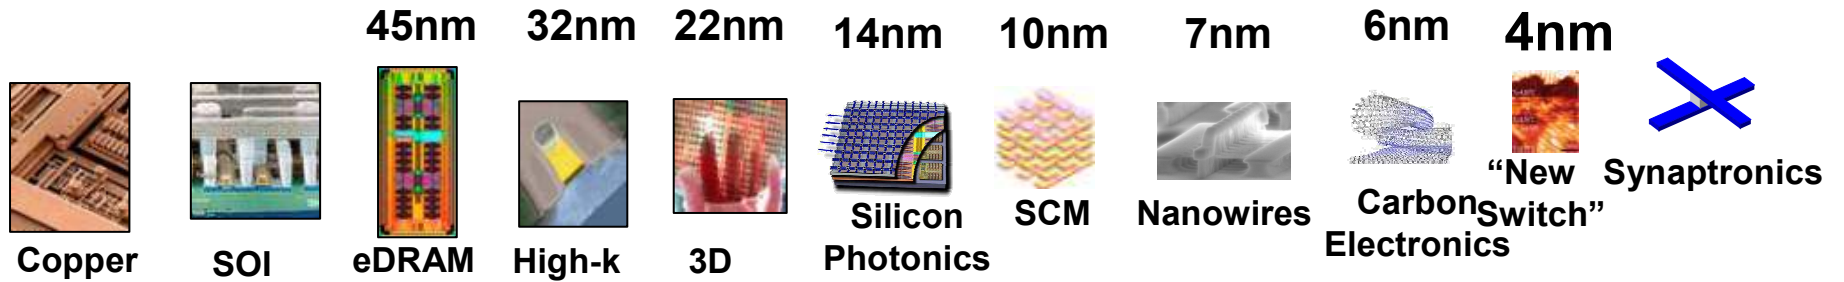 45nm 32nm 22nm 14nm 10nm 7nm 6nm 4nm
Copper
SOI
eDRAM
High-k
3D
Silicon
Photonics
SCM
Nanowires
Carbon
Electronics
“New
Switch”
Synaptronics